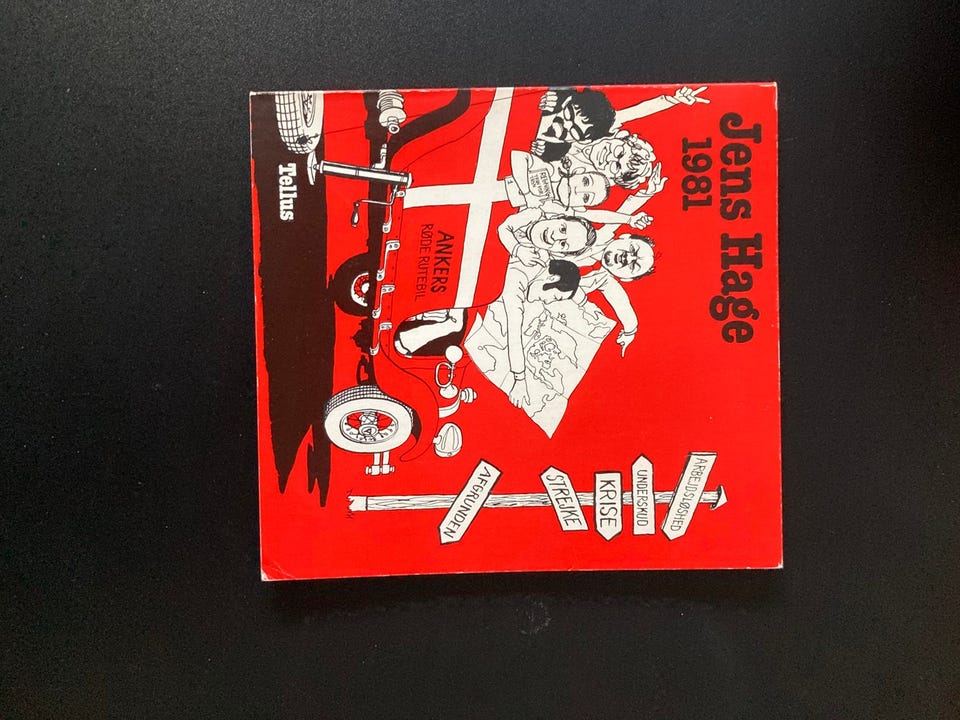 Jens Hage
1981
ANKERS
RØDE RUTEBIL
ARBEJDSLØSHED
UNDERSKUD
KRISE
STREJKE
AFGRUNDEN
Tellus